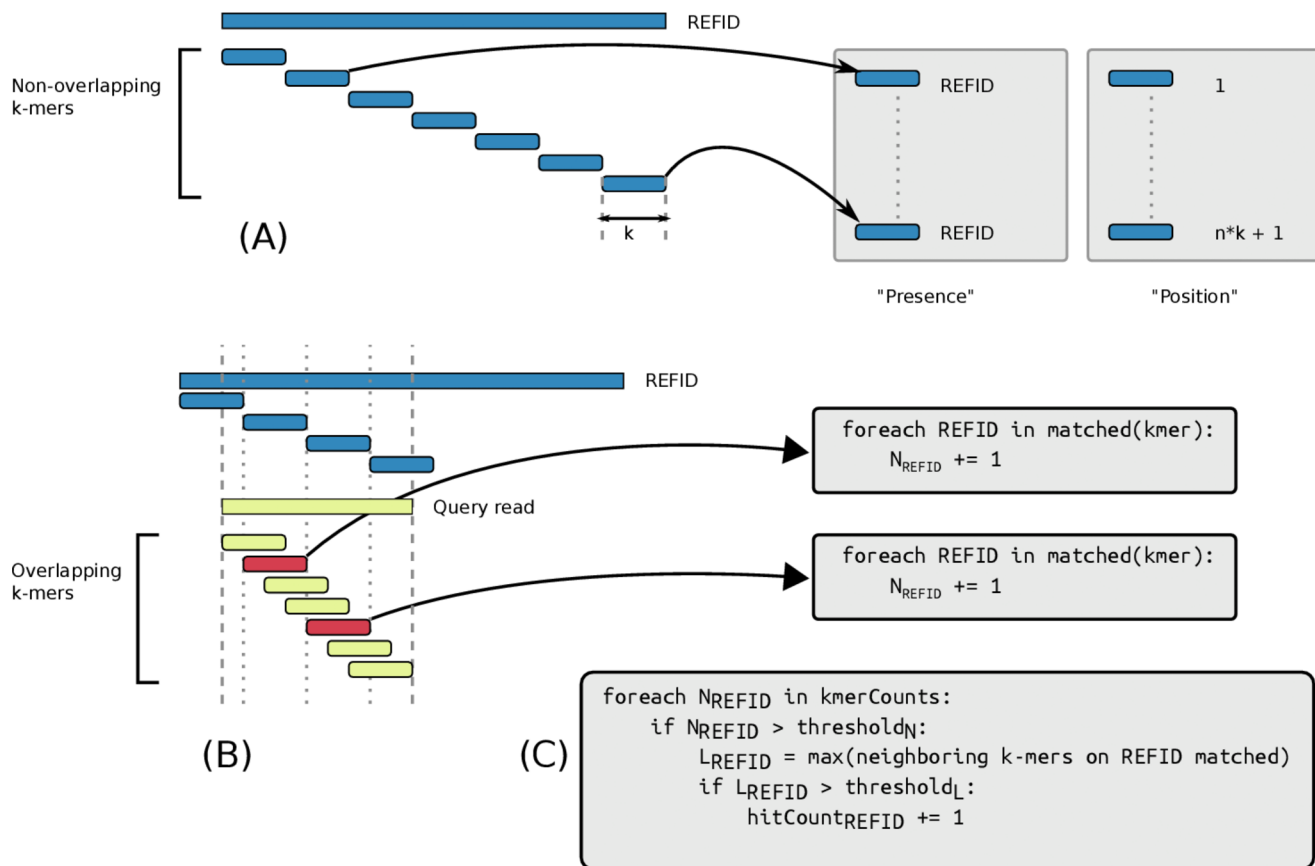 REFID
Non-overlapping
k-mers
REFID
1
k
REFID
n*k + 1
(A)
"Presence"
"Position"
REFID
foreach REFID in matched(kmer):
NREFID += 1
Query read
Overlapping
k-mers
foreach REFID in matched(kmer):
NREFID += 1
(B)
(C)
foreach NREFID in kmerCounts:
if NREFID > thresholdN:
LREFID = max(neighboring k-mers on REFID matched)
if LREFID > thresholdL:
hitCountREFID += 1